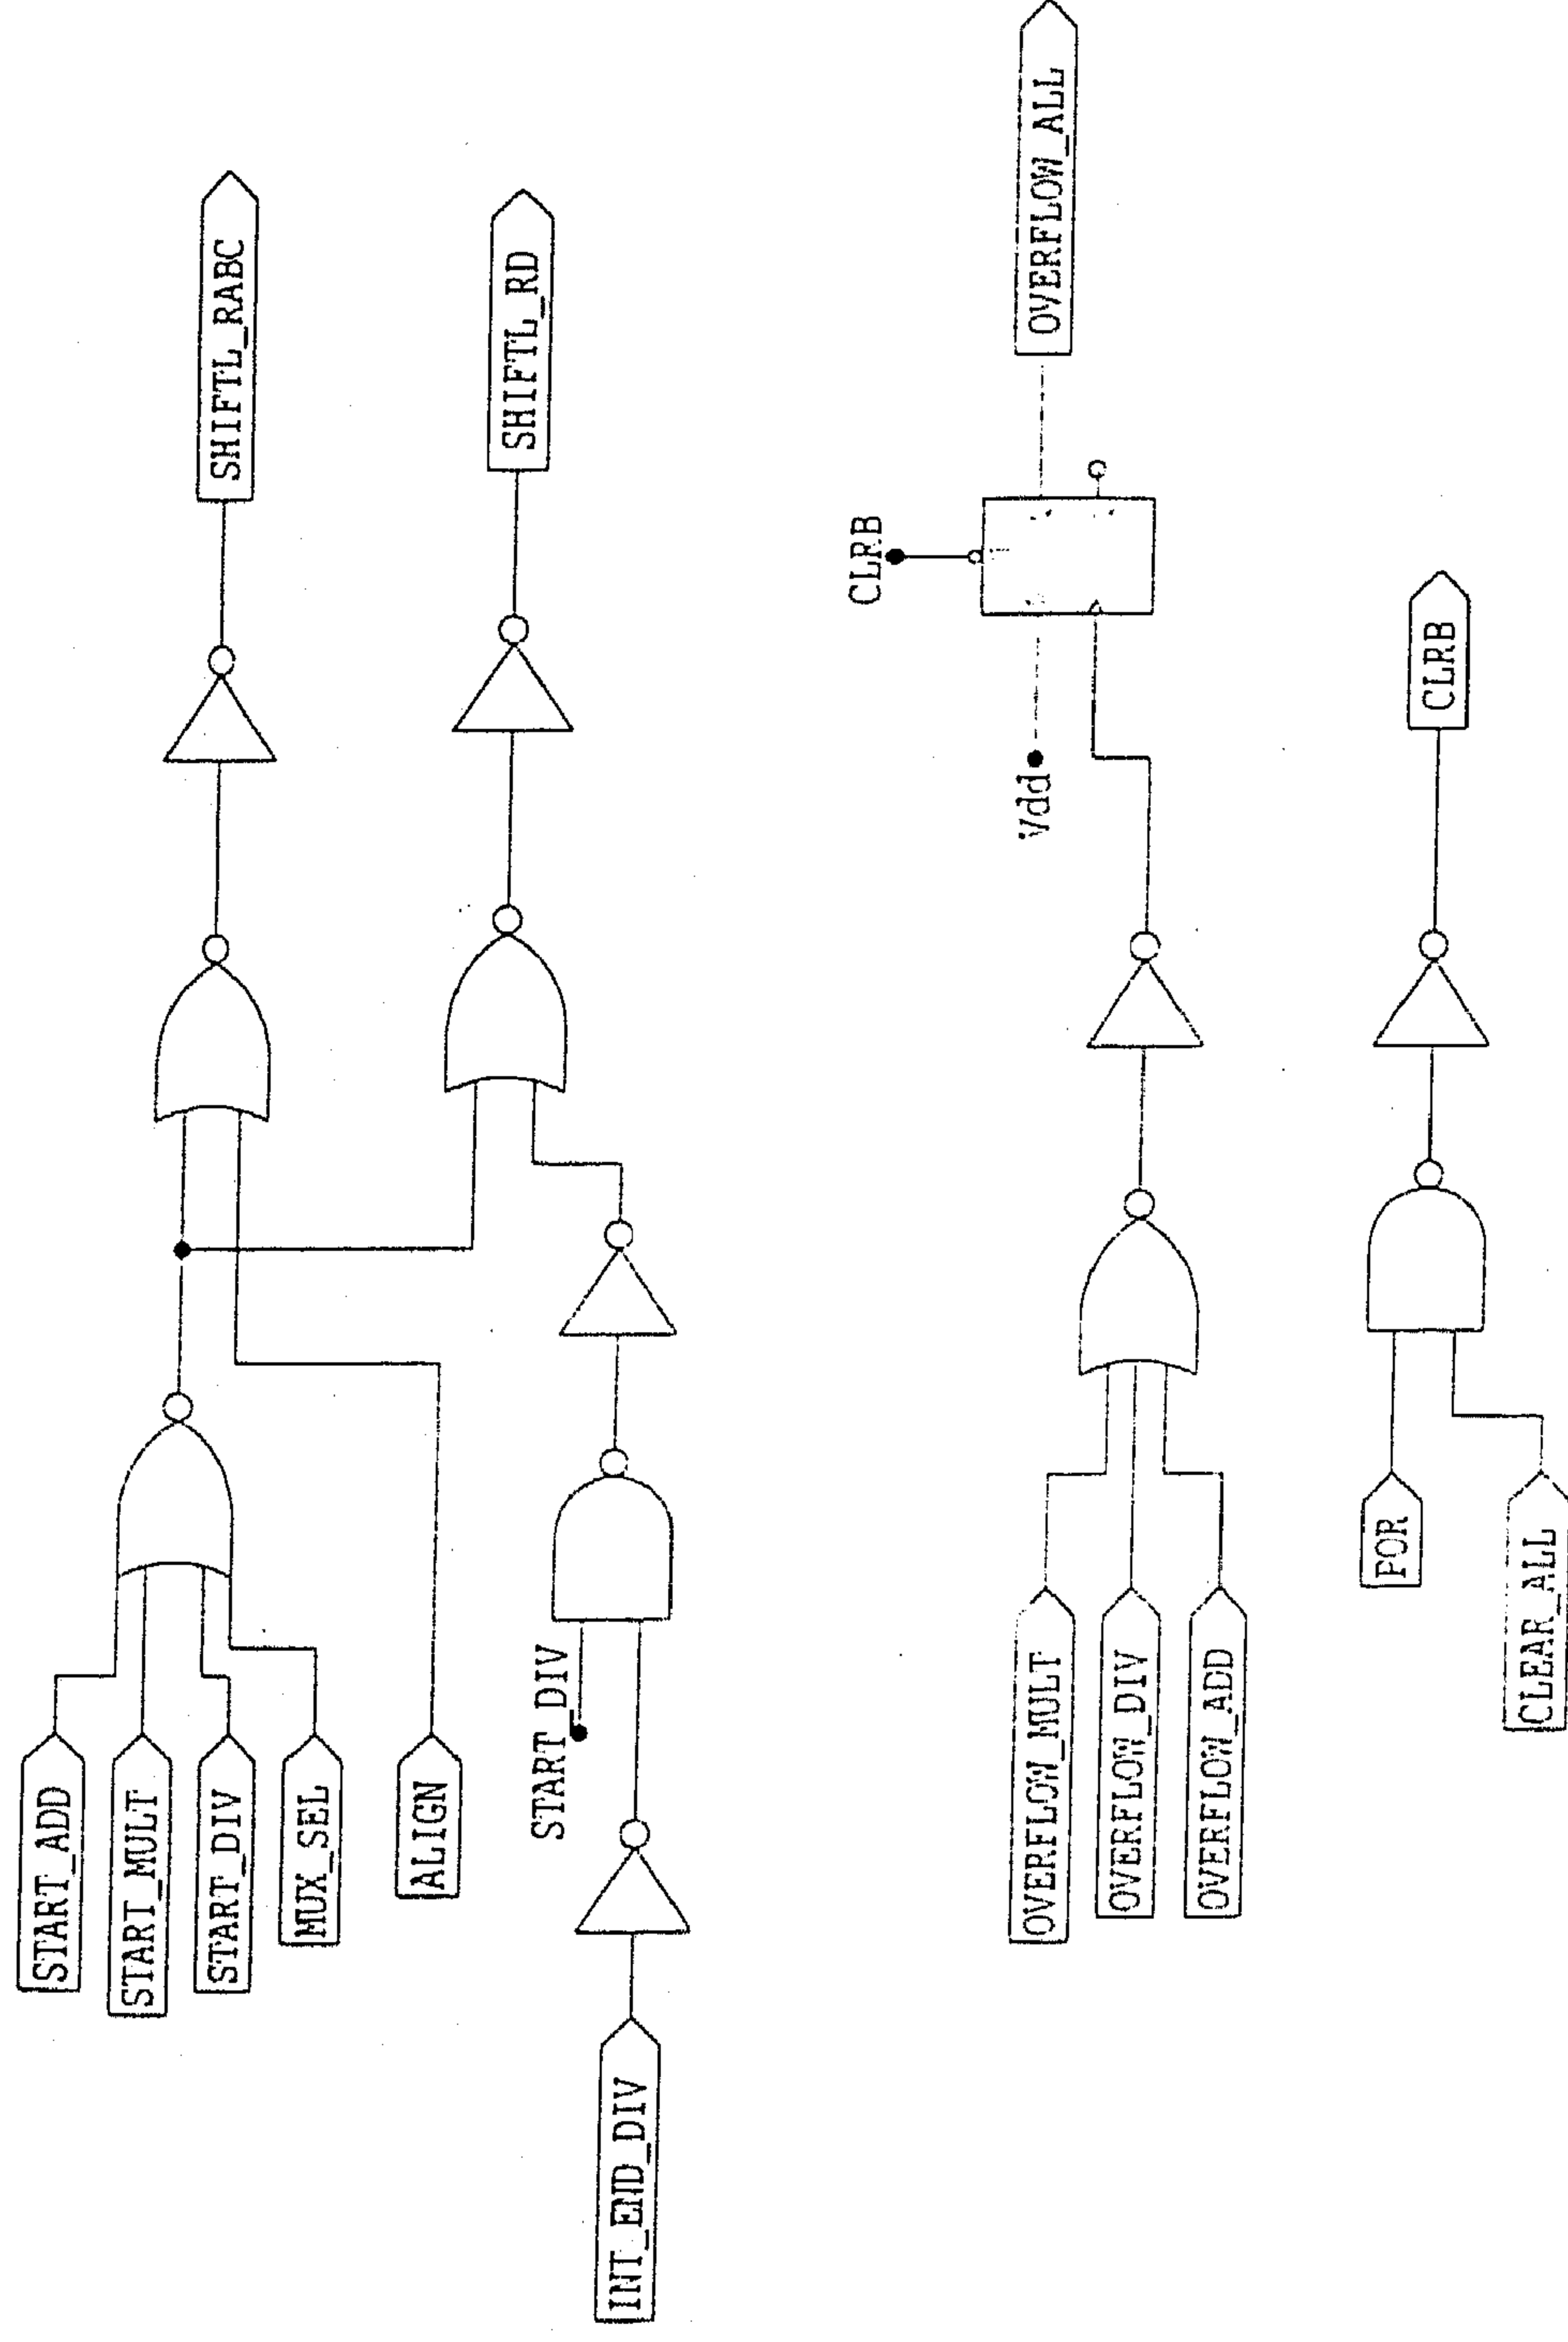 START_ADD
START_MULT
START_DIV
MUX_SEL
ALIGN
SHIFTL_RABC
START_DIV
INT_END_DIV
SHIFTL_RD
CLRB
Vdd
OVERFLOW_MULT
OVERFLOW_DIV
OVERFLOW_ADD
OVERFLOW_ALL
POR
CLEAR_ALL
CLRB